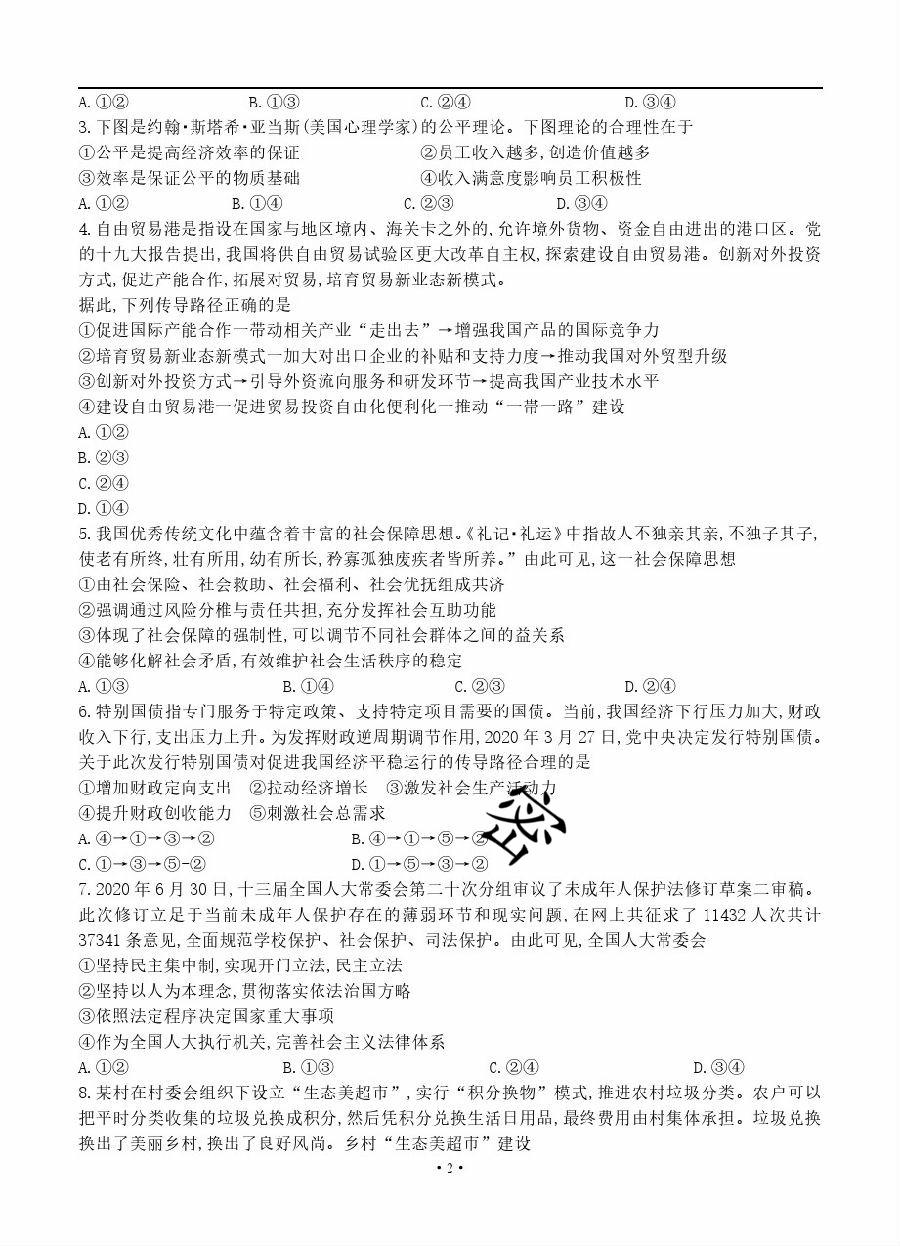 A. ①② B. ①③ C. ②④ D. ③④
3. 下图是约翰•斯塔希•亚当斯(美国心理学家)的公平理论。下图理论的合理性在于
①公平是提高经济效率的保证 ②员工收入越多,创造价值越多
③效率是保证公平的物质基础 ④收入满意度影响员工积极性
A. ①② B. ①④ C. ②③ D. ③④
4. 自由贸易港是指设在国家与地区境内、海关卡之外的,允许境外货物、资金自由进出的港口区。党
的十九大报告提出,我国将供自由贸易试验区更大改革自主权,探索建设自由贸易港。创新对外投资
方式,促进产能合作,拓展对贸易,培育贸易新业态新模式。
据此,下列传导路径正确的是
①促进国际产能合作一带动相关产业“走出去”→增强我国产品的国际竞争力
②培育贸易新业态新模式一加大对出口企业的补贴和支持力度→推动我国对外贸型升级
③创新对外投资方式→引导外资流向服务和研发环节→提高我国产业技术水平
④建设自由贸易港一促进贸易投资自由化便利化一推动“一带一路”建设
A. ①②
B. ②③
C. ②④
D. ①④
5. 我国优秀传统文化中蕴含着丰富的社会保障思想。《礼记•礼运》中指故人不独亲其亲,不独子其子,
使老有所终,壮有所用,幼有所长,矜寡孤独废疾者皆所养。”由此可见,这一社会保障思想
①由社会保险、社会救助、社会福利、社会优抚组成共济
②强调通过风险分椎与责任共担,充分发挥社会互助功能
③体现了社会保障的强制性,可以调节不同社会群体之间的益关系
④能够化解社会矛盾,有效维护社会生活秩序的稳定
A. ①③ B. ①④ C. ②③ D. ②④
6. 特别国债指专门服务于特定政策、支持特定项目需要的国债。当前,我国经济下行压力加大,财政
收入下行,支出压力上升。为发挥财政逆周期调节作用,2020 年 3 月 27 日,党中央决定发行特别国债。
关于此次发行特别国债对促进我国经济平稳运行的传导路径合理的是
①增加财政定向支出 ②拉动经济增长 ③激发社会生产活动力
④提升财政创收能力 ⑤刺激社会总需求
A. ④→①→③→② B. ④→①→⑤→②
C. ①→③→⑤-② D. ①→⑤→③→②
密
7. 2020 年 6 月 30 日,十三届全国人大常委会第二十次分组审议了未成年人保护法修订草案二审稿。
此次修订立足于当前未成年人保护存在的薄弱环节和现实问题,在网上共征求了 11432 人次共计
37341 条意见,全面规范学校保护、社会保护、司法保护。由此可见,全国人大常委会
①坚持民主集中制,实现开门立法,民主立法
②坚持以人为本理念,贯彻落实依法治国方略
③依照法定程序决定国家重大事项
④作为全国人大执行机关,完善社会主义法律体系
A. ①② B. ①③ C. ②④ D. ③④
8. 某村在村委会组织下设立“生态美超市”,实行“积分换物”模式,推进农村垃圾分类。农户可以
把平时分类收集的垃圾兑换成积分,然后凭积分兑换生活日用品,最终费用由村集体承担。垃圾兑换
换出了美丽乡村,换出了良好风尚。乡村“生态美超市”建设
• 2 •